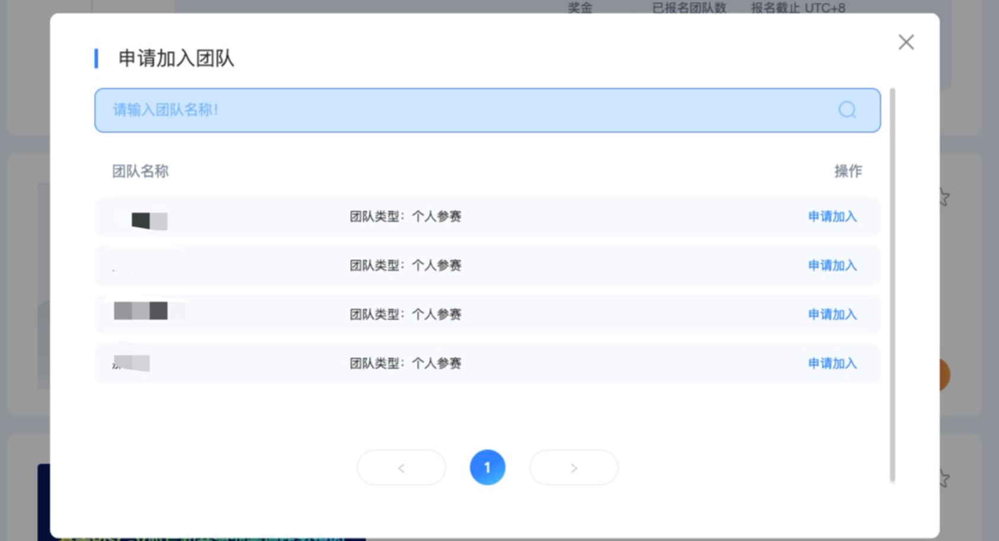 奖金 已报名团队数 报名截止 UTC+8
申请加入团队
请输入团队名称!
团队名称 操作
团队类型: 个人参赛 申请加入
团队类型: 个人参赛 申请加入
团队类型: 个人参赛 申请加入
团队类型: 个人参赛 申请加入
< 1 >